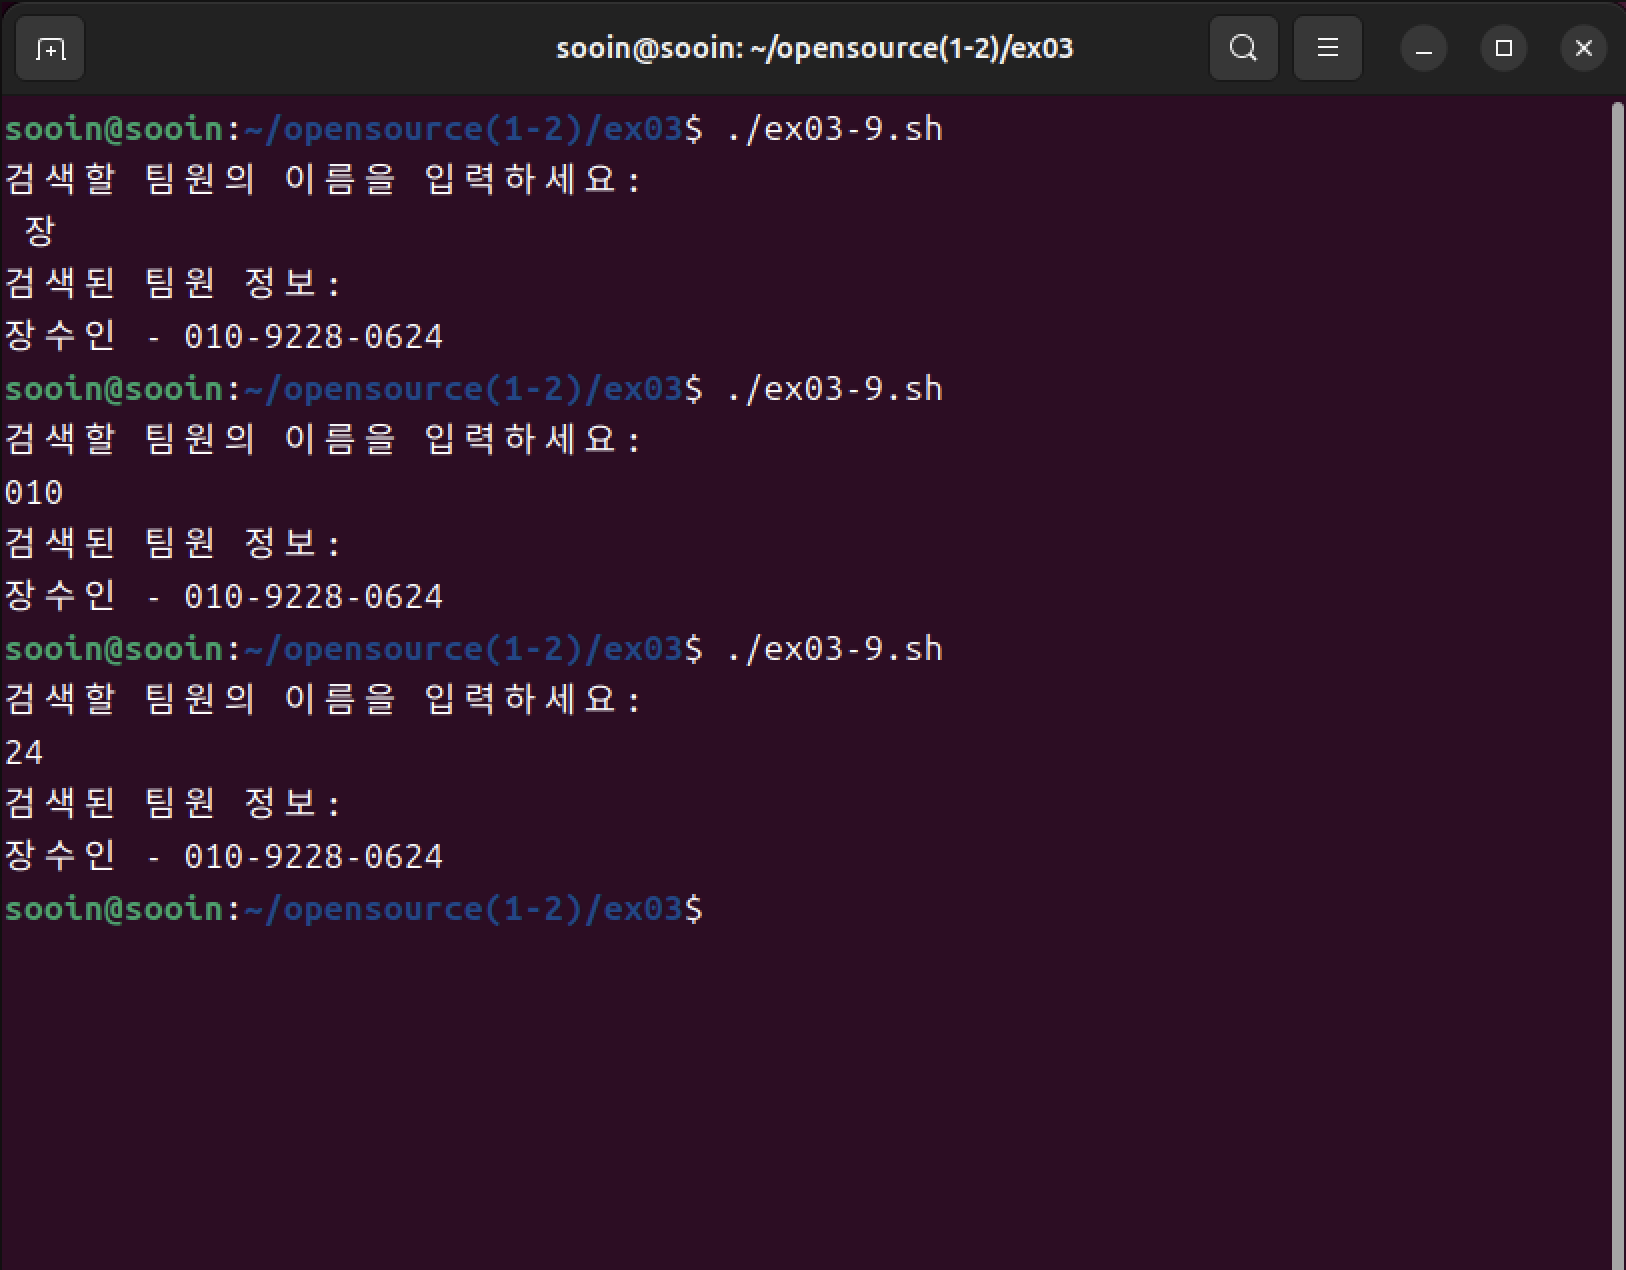 sooin@sooin: ~/opensource(1-2)/ex03
sooin@sooin:~/opensource(1-2)/ex03$ ./ex03-9.sh
검색할 팀원의 이름을 입력하세요:
장
검색된 팀원 정보:
장수인 - 010-9228-0624
sooin@sooin:~/opensource(1-2)/ex03$ ./ex03-9.sh
검색할 팀원의 이름을 입력하세요:
010
검색된 팀원 정보:
장수인 - 010-9228-0624
sooin@sooin:~/opensource(1-2)/ex03$ ./ex03-9.sh
검색할 팀원의 이름을 입력하세요:
24
검색된 팀원 정보:
장수인 - 010-9228-0624
sooin@sooin:~/opensource(1-2)/ex03$